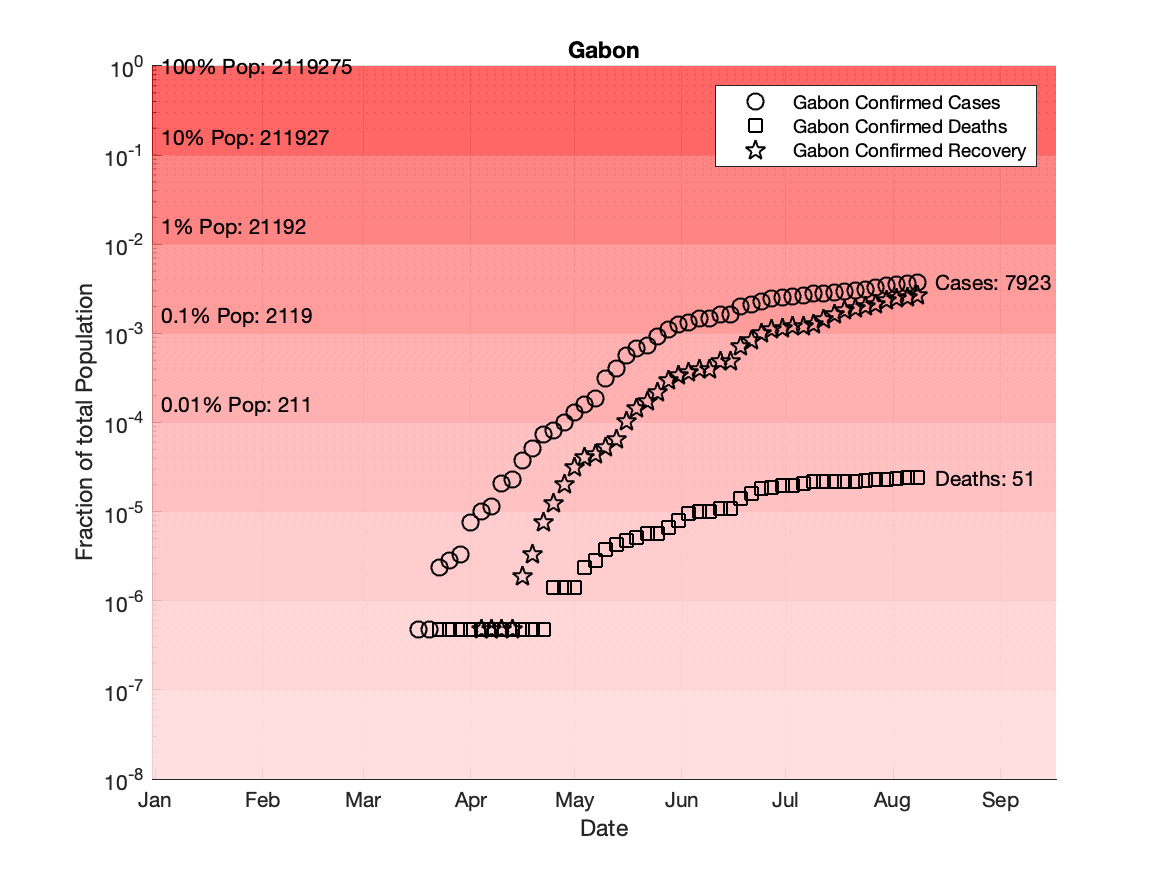 Gabon
10^0
100% Pop: 2119275
Gabon Confirmed Cases
Gabon Confirmed Deaths
Gabon Confirmed Recovery
10% Pop: 211927
10^-1
1% Pop: 21192
10^-2
Cases: 7923
0.1% Pop: 2119
10^-3
0.01% Pop: 211
10^-4
Deaths: 51
10^-5
10^-6
10^-7
10^-8
Fraction of total Population
Jan Feb Mar Apr May Jun Jul Aug Sep
Date